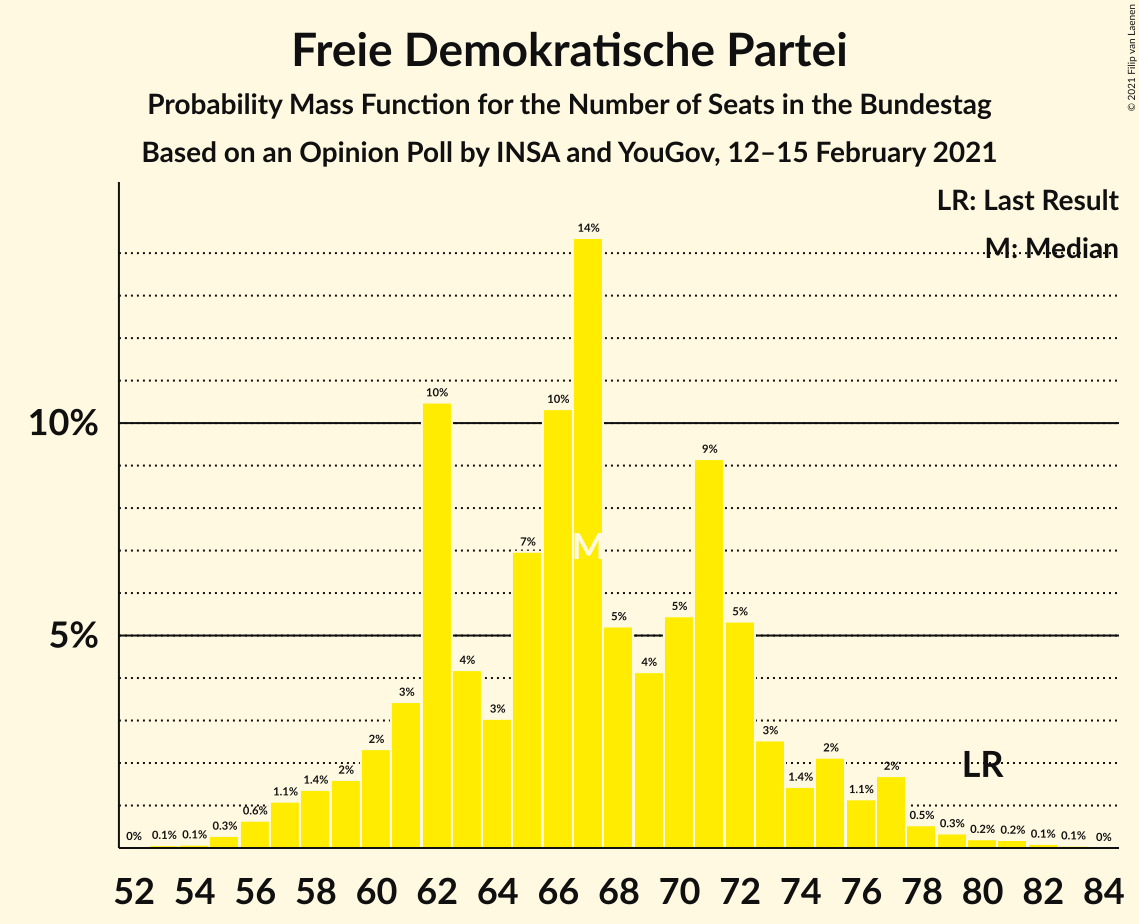 © 2021 Filip van Laenen
Freie Demokratische Partei
Probability Mass Function for the Number of Seats in the Bundestag
Based on an Opinion Poll by INSA and YouGov, 12–15 February 2021
LR: Last Result
M: Median
10%
5%
0% 0.1% 0.1% 0.3% 0.6% 1.1% 1.4% 2% 2% 3% 10% 4% 3% 7% 10% 14% 5% 4% 5% 9% 5% 3% 1.4% 2% 1.1% 2% 0.5% 0.3% 0.2% 0.2% 0.1% 0.1% 0%
M
LR
52 54 56 58 60 62 64 66 68 70 72 74 76 78 80 82 84